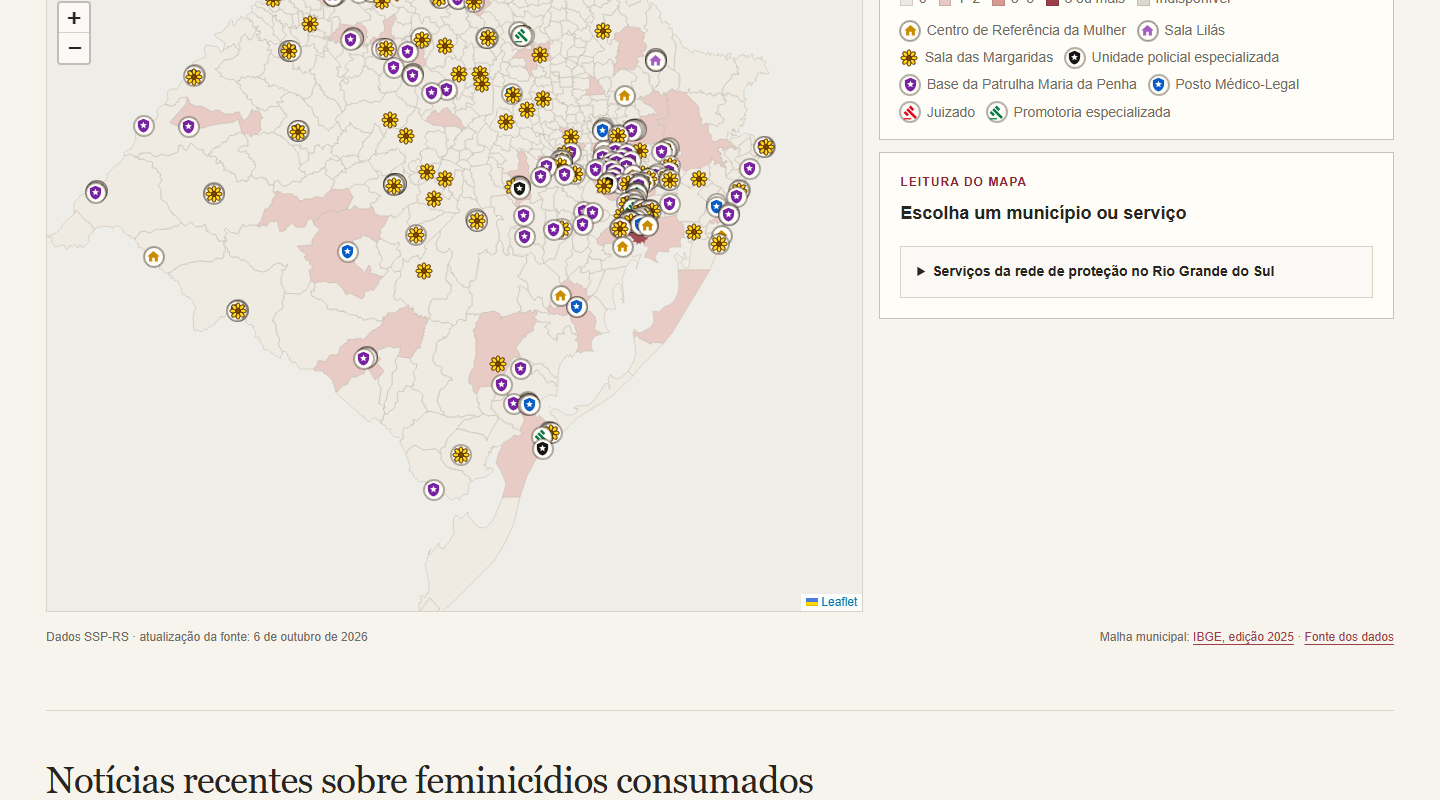 +
−
Centro de Referência da Mulher Sala Lilás
Sala das Margaridas Unidade policial especializada
Base da Patrulha Maria da Penha Posto Médico-Legal
Juizado Promotoria especializada
LEITURA DO MAPA
Escolha um município ou serviço
▶ Serviços da rede de proteção no Rio Grande do Sul
Leaflet
Dados SSP-RS · atualização da fonte: 6 de outubro de 2026
Malha municipal: IBGE, edição 2025 · Fonte dos dados
Notícias recentes sobre feminicídios consumados